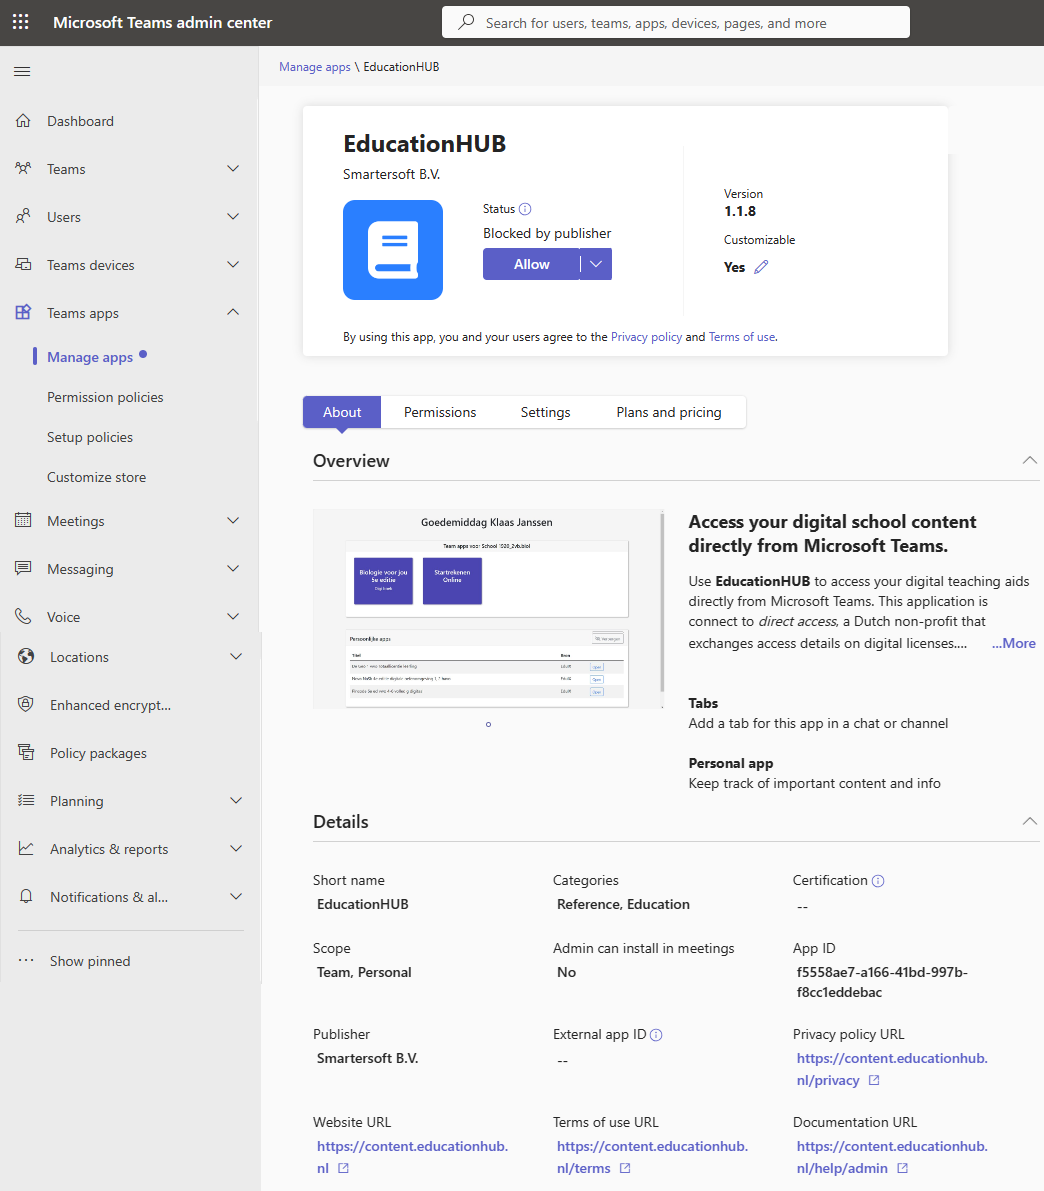 Microsoft Teams admin center
Search for users, teams, apps, devices, pages, and more
Manage apps \ EducationHUB
Dashboard
Teams
Users
Teams devices
Teams apps
Manage apps
Permission policies
Setup policies
Customize store
Meetings
Messaging
Voice
Locations
Enhanced encrypt...
Policy packages
Planning
Analytics & reports
Notifications & al...
Show pinned
EducationHUB
Smartersoft B.V.
Status
Blocked by publisher
Allow
Version
1.1.8
Customizable
Yes
By using this app, you and your users agree to the Privacy policy and Terms of use.
About
Permissions
Settings
Plans and pricing
Overview
Goedemiddag Klaas Janssen
Team apps voor School 1920_2vb.biol
Biologie voor jou
5e editie
Startrekenen
Online
Persoonlijke apps
Titel
Bron
Access your digital school content
directly from Microsoft Teams.
Use EducationHUB to access your digital teaching aids
directly from Microsoft Teams. This application is
connect to direct access, a Dutch non-profit that
exchanges access details on digital licenses.... ...More
Tabs
Add a tab for this app in a chat or channel
Personal app
Keep track of important content and info
Details
Short name
EducationHUB
Categories
Reference, Education
Certification
--
Scope
Team, Personal
Admin can install in meetings
No
App ID
f5558ae7-a166-41bd-997b-
f8cc1eddebac
Publisher
Smartersoft B.V.
External app ID
--
Privacy policy URL
https://content.educationhub.
nl/privacy
Website URL
https://content.educationhub.
nl
Terms of use URL
https://content.educationhub.
nl/terms
Documentation URL
https://content.educationhub.
nl/help/admin